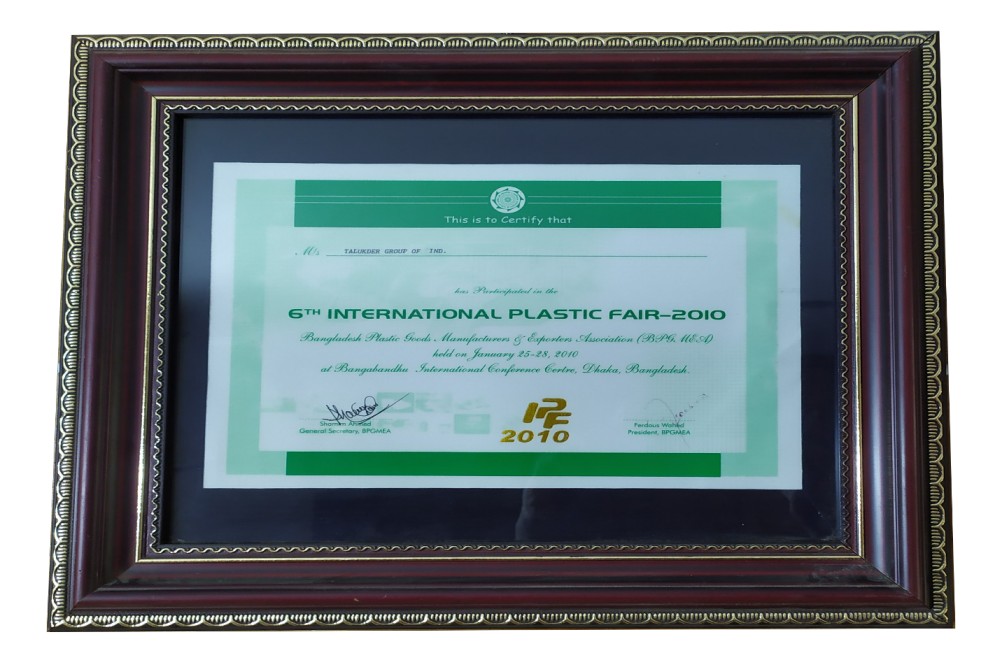 This is to Certify that
M/s TALUKDER GROUP OF IND.
has Participated in the
6TH INTERNATIONAL PLASTIC FAIR-2010
Bangladesh Plastic Goods Manufacturers & Exporters Association (BPGMEA)
held on January 25-28, 2010
at Bangabandhu International Conference Centre, Dhaka, Bangladesh.
IPF
2010
Shamim Ahmed
General Secretary, BPGMEA
Ferdous Wahed
President, BPGMEA